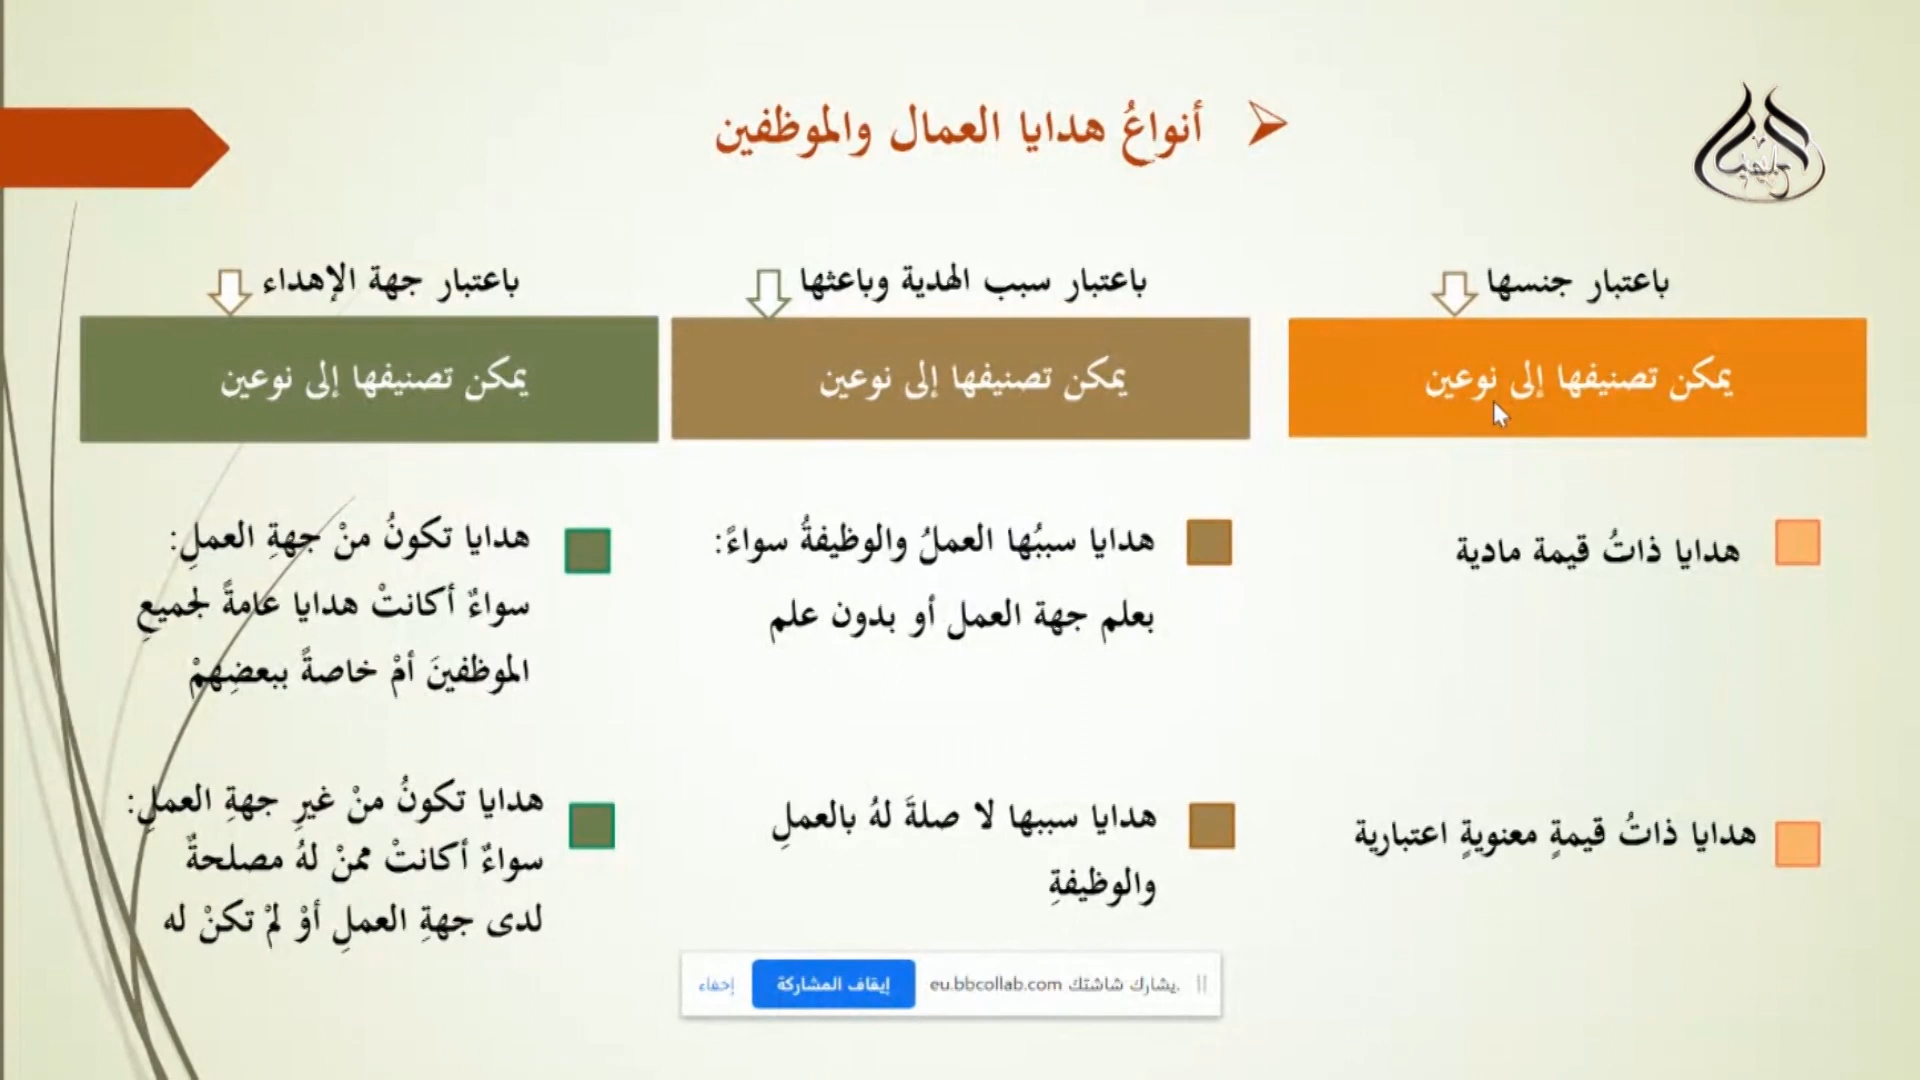 أنواعُ هدايا العمال والموظفين
باعتبار جنسها
يمكن تصنيفها إلى نوعين
هدايا ذاتُ قيمة مادية
هدايا ذاتُ قيمةٍ معنويةٍ اعتبارية
باعتبار سبب الهدية وباعثها
يمكن تصنيفها إلى نوعين
هدايا سببُها العملُ والوظيفةُ سواءً:
بعلم جهة العمل أو بدون علم
هدايا سببها لا صلةَ لهُ بالعملِ
والوظيفةِ
باعتبار جهة الإهداء
يمكن تصنيفها إلى نوعين
هدايا تكونُ منْ جهةِ العملِ:
سواءٌ أكانتْ هدايا عامةً لجميعِ
الموظفينَ أمْ خاصةً ببعضِهمْ
هدايا تكونُ منْ غيرِ جهةِ العملِ:
سواءٌ أكانتْ ممنْ لهُ مصلحةٌ
لدى جهةِ العملِ أوْ لمْ تكنْ له
يشارك شاشتك eu.bbcollab.com.
إيقاف المشاركة
إخفاء